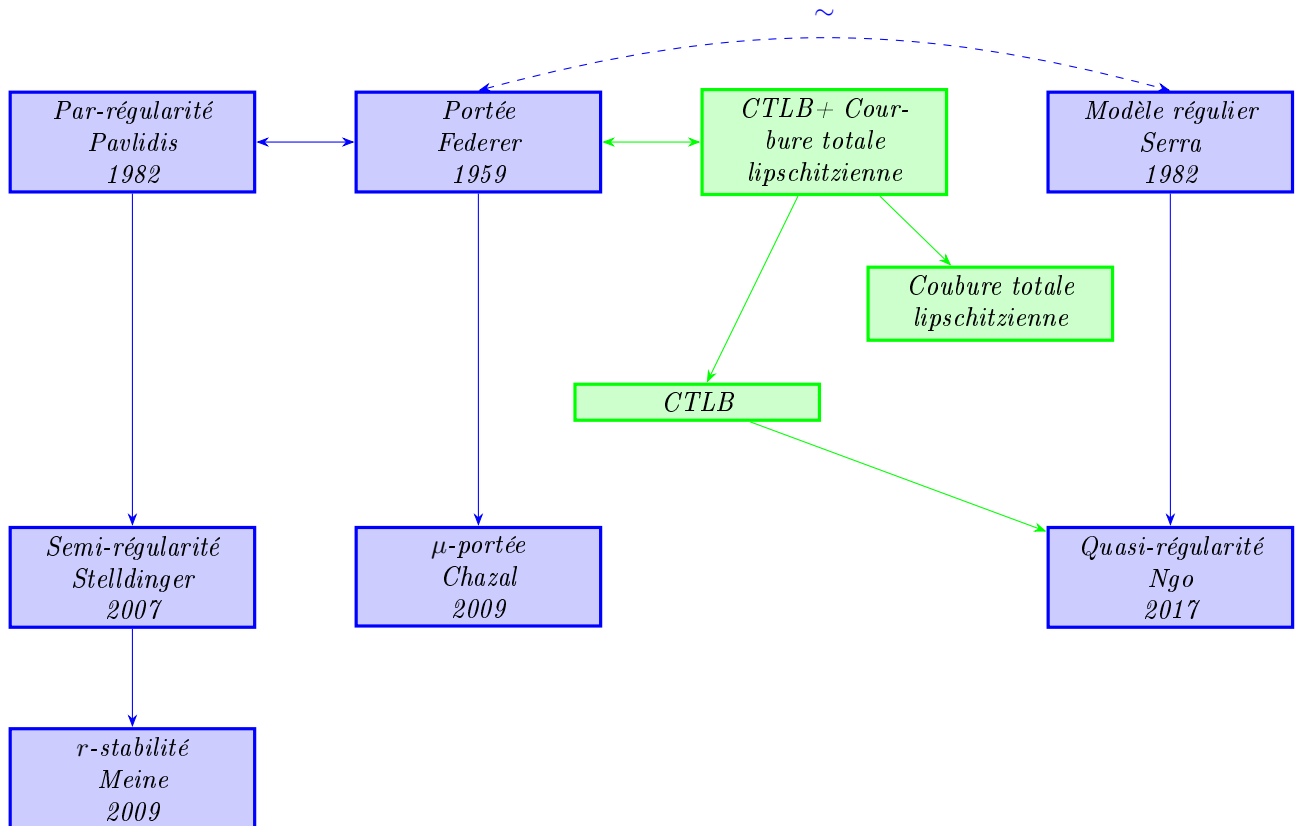 ~
Par-régularité
Pavlidis
1982
Portée
Federer
1959
CTLB+ Cour-
bure totale
lipschitzienne
Modèle régulier
Serra
1982
Coubure totale
lipschitzienne
CTLB
Semi-régularité
Stelldinger
2007
μ-portée
Chazal
2009
Quasi-régularité
Ngo
2017
r-stabilité
Meine
2009